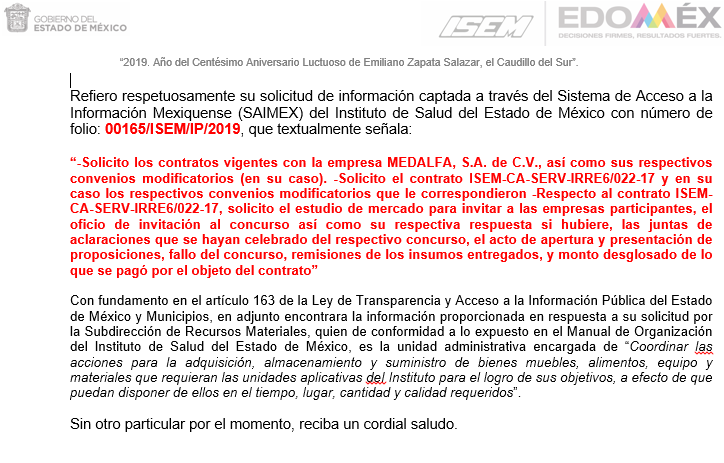 GOBIERNO DEL
ESTADO DE MÉXICO
ISEM
EDOMÉX
DECISIONES FIRMES, RESULTADOS FUERTES.
“2019. Año del Centésimo Aniversario Luctuoso de Emiliano Zapata Salazar, el Caudillo del Sur”.
Refiero respetuosamente su solicitud de información captada a través del Sistema de Acceso a la
Información Mexiquense (SAIMEX) del Instituto de Salud del Estado de México con número de
folio: 00165/ISEM/IP/2019, que textualmente señala:
“-Solicito los contratos vigentes con la empresa MEDALFA, S.A. de C.V., así como sus respectivos
convenios modificatorios (en su caso). -Solicito el contrato ISEM-CA-SERV-IRRE6/022-17 y en su
caso los respectivos convenios modificatorios que le correspondieron -Respecto al contrato ISEM-
CA-SERV-IRRE6/022-17, solicito el estudio de mercado para invitar a las empresas participantes, el
oficio de invitación al concurso así como su respectiva respuesta si hubiere, las juntas de
aclaraciones que se hayan celebrado del respectivo concurso, el acto de apertura y presentación de
proposiciones, fallo del concurso, remisiones de los insumos entregados, y monto desglosado de lo
que se pagó por el objeto del contrato”
Con fundamento en el artículo 163 de la Ley de Transparencia y Acceso a la Información Pública del Estado
de México y Municipios, en adjunto encontrara la información proporcionada en respuesta a su solicitud por
la Subdirección de Recursos Materiales, quien de conformidad a lo expuesto en el Manual de Organización
del Instituto de Salud del Estado de México, es la unidad administrativa encargada de “Coordinar las
acciones para la adquisición, almacenamiento y suministro de bienes muebles, alimentos, equipo y
materiales que requieran las unidades aplicativas del Instituto para el logro de sus objetivos, a efecto de que
puedan disponer de ellos en el tiempo, lugar, cantidad y calidad requeridos”.
Sin otro particular por el momento, reciba un cordial saludo.